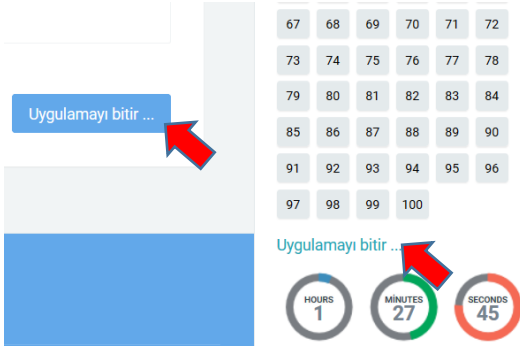 Uygulamayı bitir ...
67 68 69 70 71 72
73 74 75 76 77 78
79 80 81 82 83 84
85 86 87 88 89 90
91 92 93 94 95 96
97 98 99 100
Uygulamayı bitir ...
HOURS MİNUTES SECONDS
1 27 45